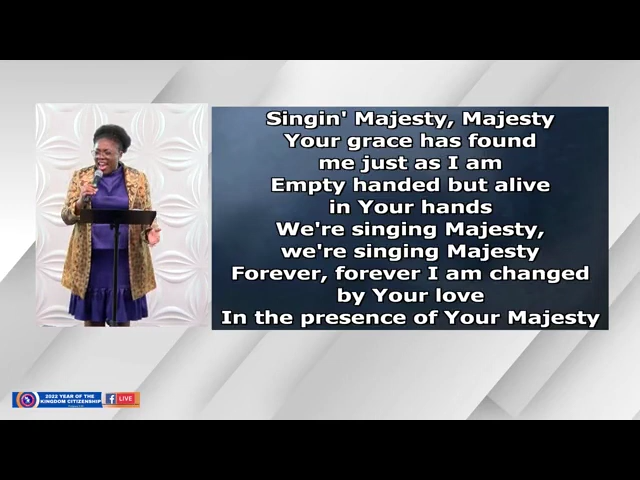 Singin' Majesty, Majesty
Your grace has found
me just as I am
Empty handed but alive
in Your hands
We're singing Majesty,
we're singing Majesty
Forever, forever I am changed
by Your love
In the presence of Your Majesty
2022 YEAR OF THE
KINGDOM CITIZENSHIP
f LIVE